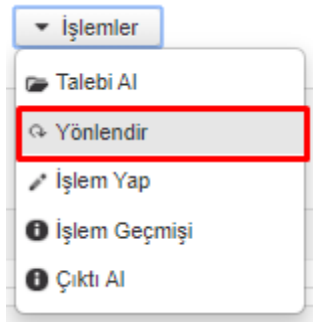 İşlemler
Talebi Al
Yönlendir
İşlem Yap
İşlem Geçmişi
Çıktı Al